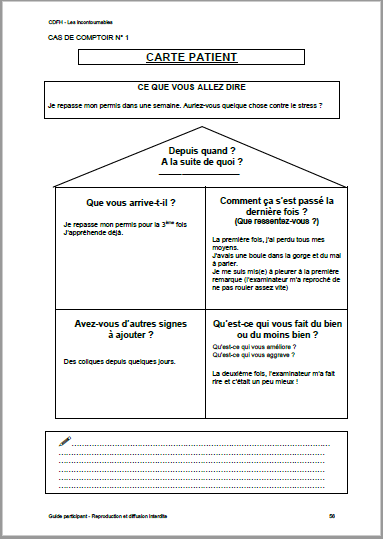 CDFH - Les Incontournables
CAS DE COMPTOIR N° 1
CARTE PATIENT
CE QUE VOUS ALLEZ DIRE
Je repasse mon permis dans une semaine. Auriez-vous quelque chose contre le stress ?
Depuis quand ?
A la suite de quoi ?
Que vous arrive-t-il ?
Je repasse mon permis pour la 3ème fois
J'appréhende déjà.
Comment ça s'est passé la
dernière fois ?
(Que ressentez-vous ?)
La première fois, j'ai perdu tous mes
moyens.
J'avais une boule dans la gorge et du mal
à parler.
Je me suis mis(e) à pleurer à la première
remarque (l'examinateur m'a reproché de
ne pas rouler assez vite)
Avez-vous d'autres signes
à ajouter ?
Des coliques depuis quelques jours.
Qu'est-ce qui vous fait du bien
ou du moins bien ?
Qu'est-ce qui vous améliore ?
Qu'est-ce qui vous aggrave ?
La deuxième fois, l'examinateur m'a fait
rire et c'était un peu mieux !
Guide participant - Reproduction et diffusion interdite
56